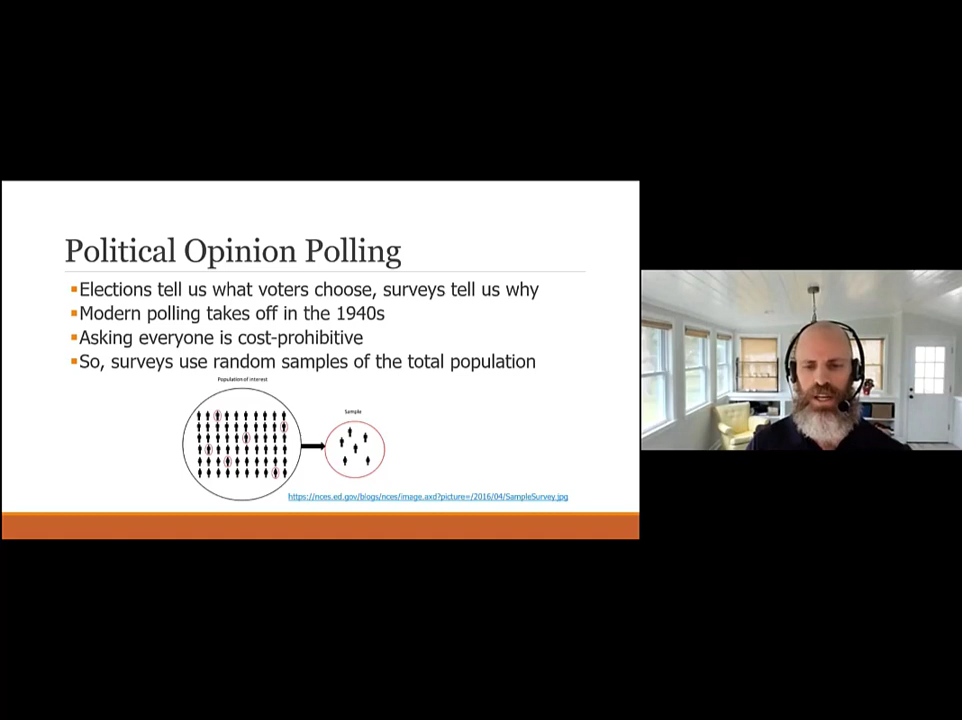 Political Opinion Polling
▪Elections tell us what voters choose, surveys tell us why
▪Modern polling takes off in the 1940s
▪Asking everyone is cost-prohibitive
▪So, surveys use random samples of the total population
Population of interest
Sample
https://nces.ed.gov/blogs/nces/image.axd?picture=/2016/04/SampleSurvey.jpg